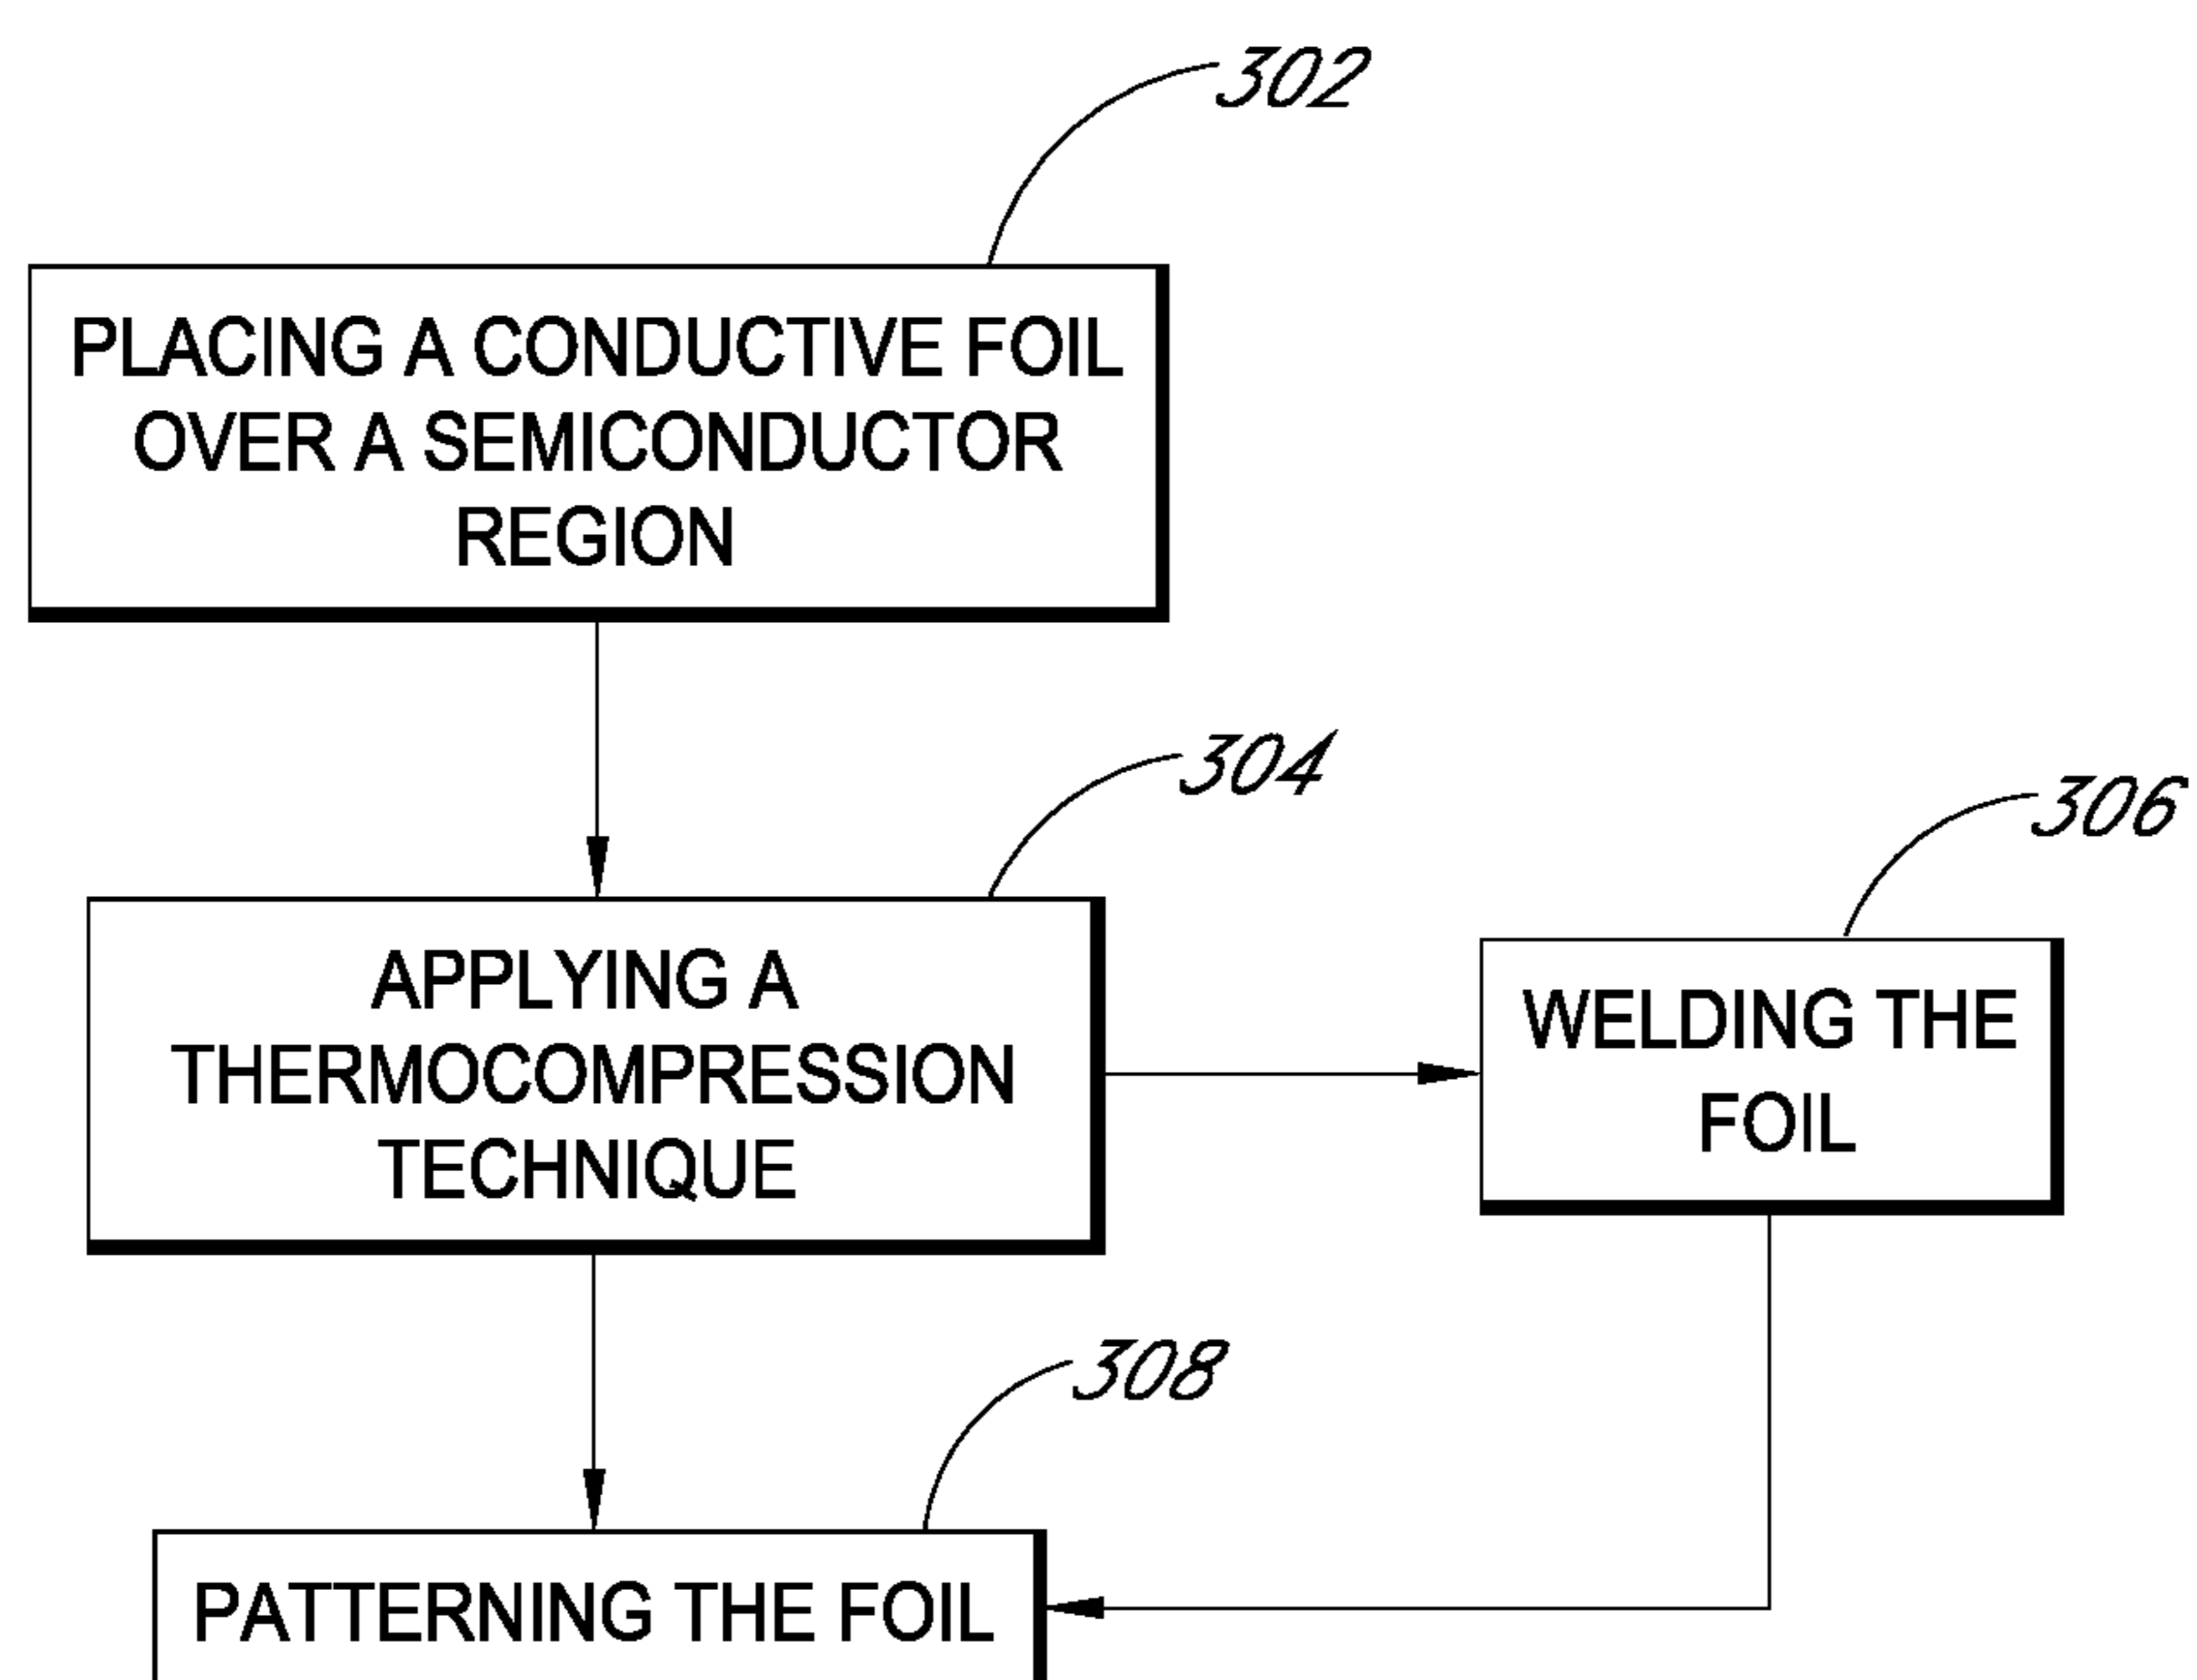 302
PLACING A CONDUCTIVE FOIL
OVER A SEMICONDUCTOR
REGION
304
APPLYING A
THERMOCOMPRESSION
TECHNIQUE
306
WELDING THE
FOIL
308
PATTERNING THE FOIL